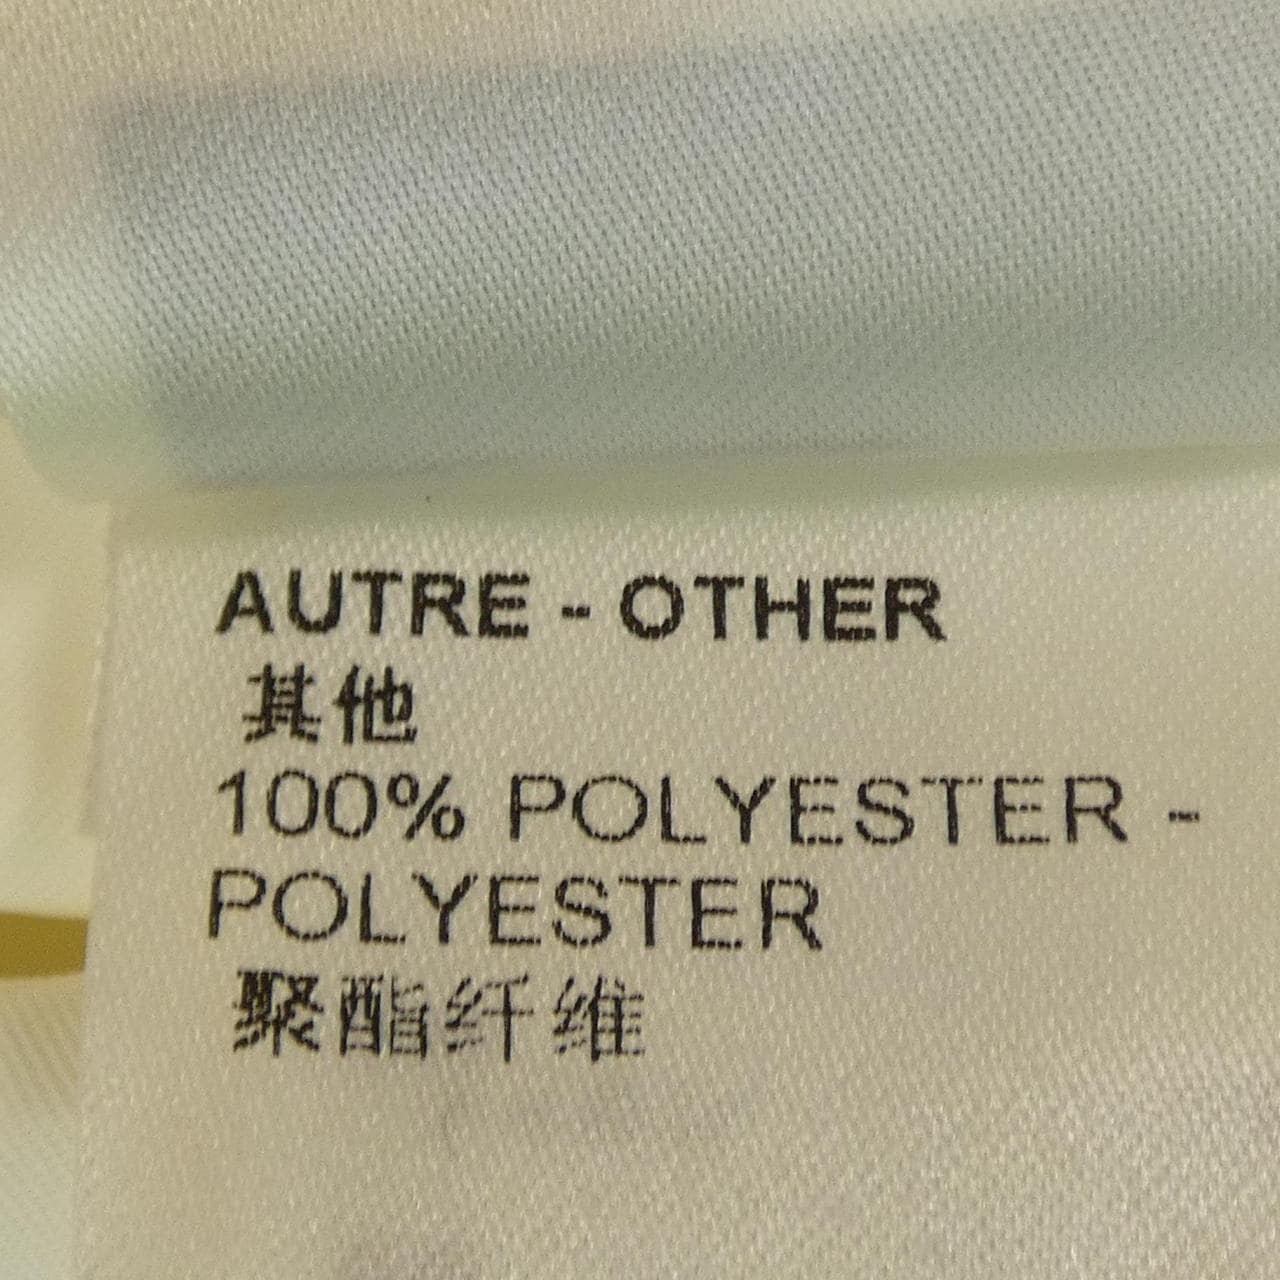 AUTRE - OTHER
其他
100% POLYESTER -
POLYESTER
聚酯纤维